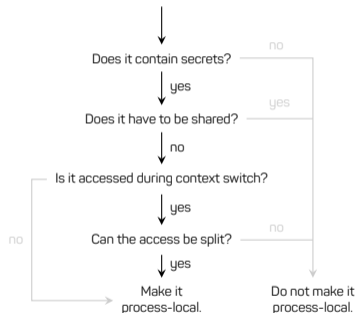 no
Does it contain secrets?
yes
yes
Does it have to be shared?
no
Is it accessed during context switch?
yes
no
no
Can the access be split?
yes
Make it
process-local.
Do not make it
process-local.